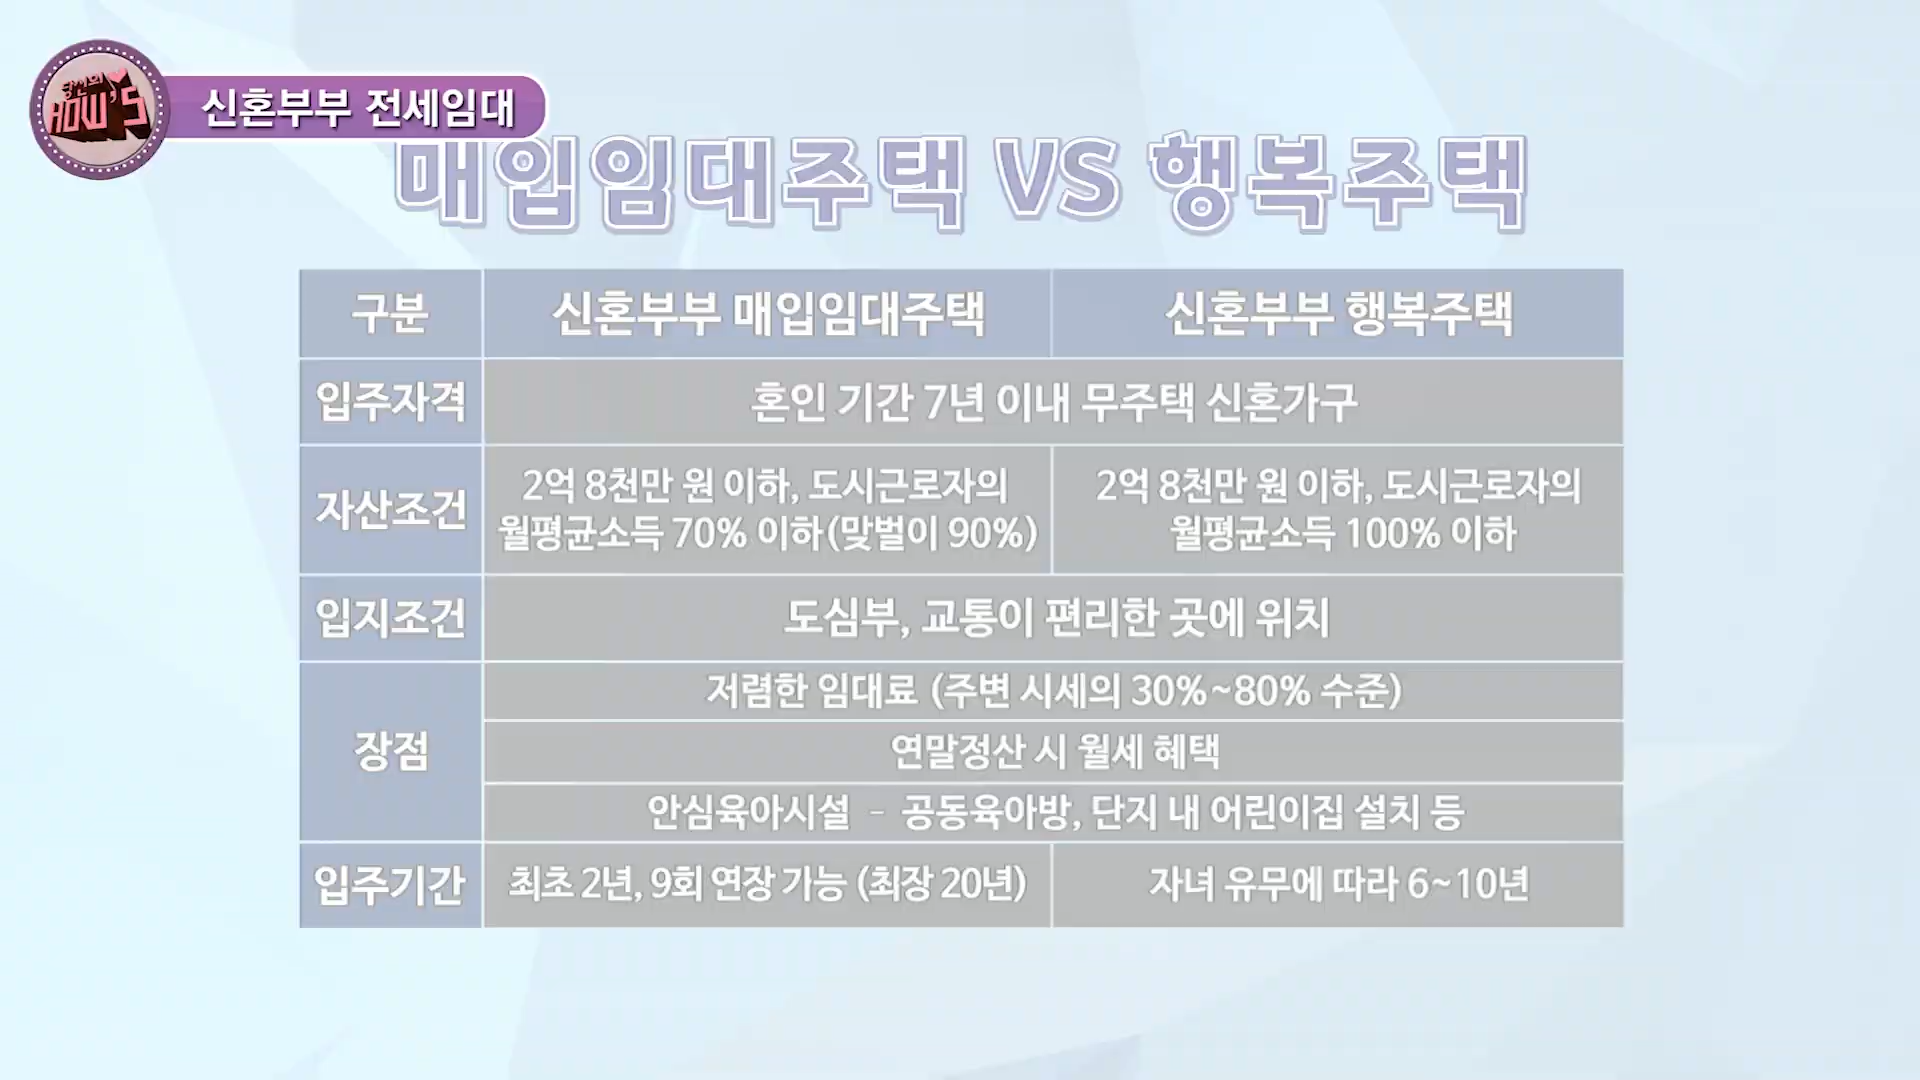 당신의
HOW'S
신혼부부 전세임대
매입임대주택 VS 행복주택
구분
신혼부부 매입임대주택
신혼부부 행복주택
입주자격
혼인 기간 7년 이내 무주택 신혼가구
자산조건
2억 8천만 원 이하, 도시근로자의
월평균소득 70% 이하(맞벌이 90%)
2억 8천만 원 이하, 도시근로자의
월평균소득 100% 이하
입지조건
도심부, 교통이 편리한 곳에 위치
장점
저렴한 임대료 (주변 시세의 30%~80% 수준)
연말정산 시 월세 혜택
안심육아시설 - 공동육아방, 단지 내 어린이집 설치 등
입주기간
최초 2년, 9회 연장 가능 (최장 20년)
자녀 유무에 따라 6~10년